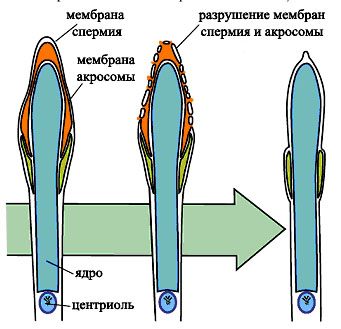 мембрана
спермия
мембрана
акросомы
разрушение мембран
спермия и акросомы
ядро
центриоль